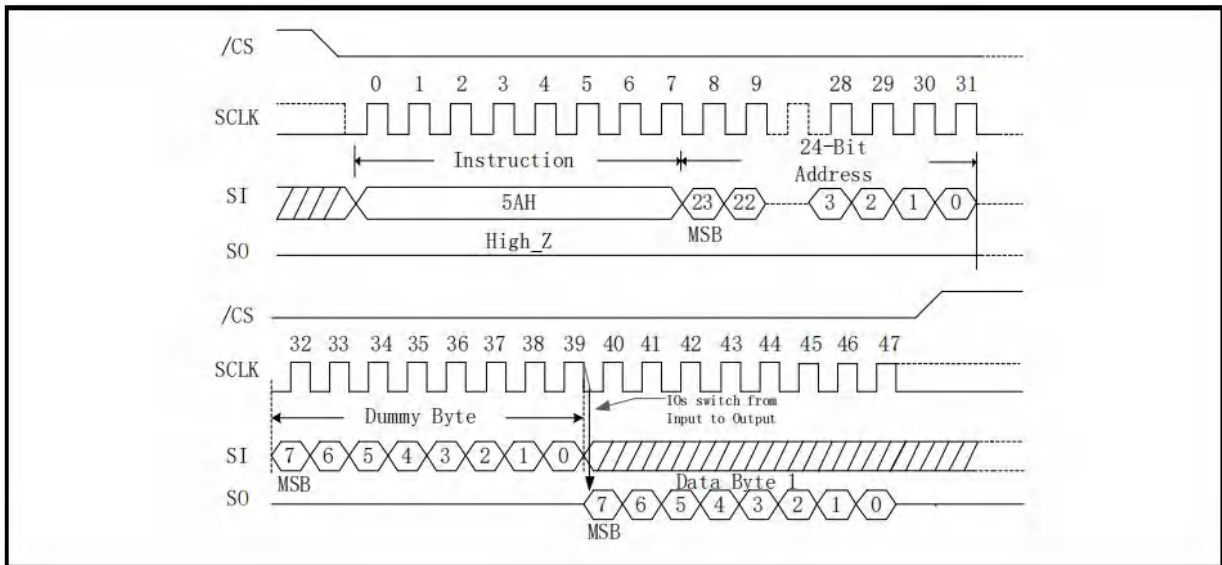 /CS
0 1 2 3 4 5 6 7 8 9 28 29 30 31
SCLK
Instruction
24-Bit
Address
SI
5AH
23 22 3 2 1 0
MSB
High_Z
SO
/CS
32 33 34 35 36 37 38 39 40 41 42 43 44 45 46 47
SCLK
IOs switch from
Input to Output
Dummy Byte
SI
7 6 5 4 3 2 1 0
MSB
Data Byte 1
SO
7 6 5 4 3 2 1 0
MSB